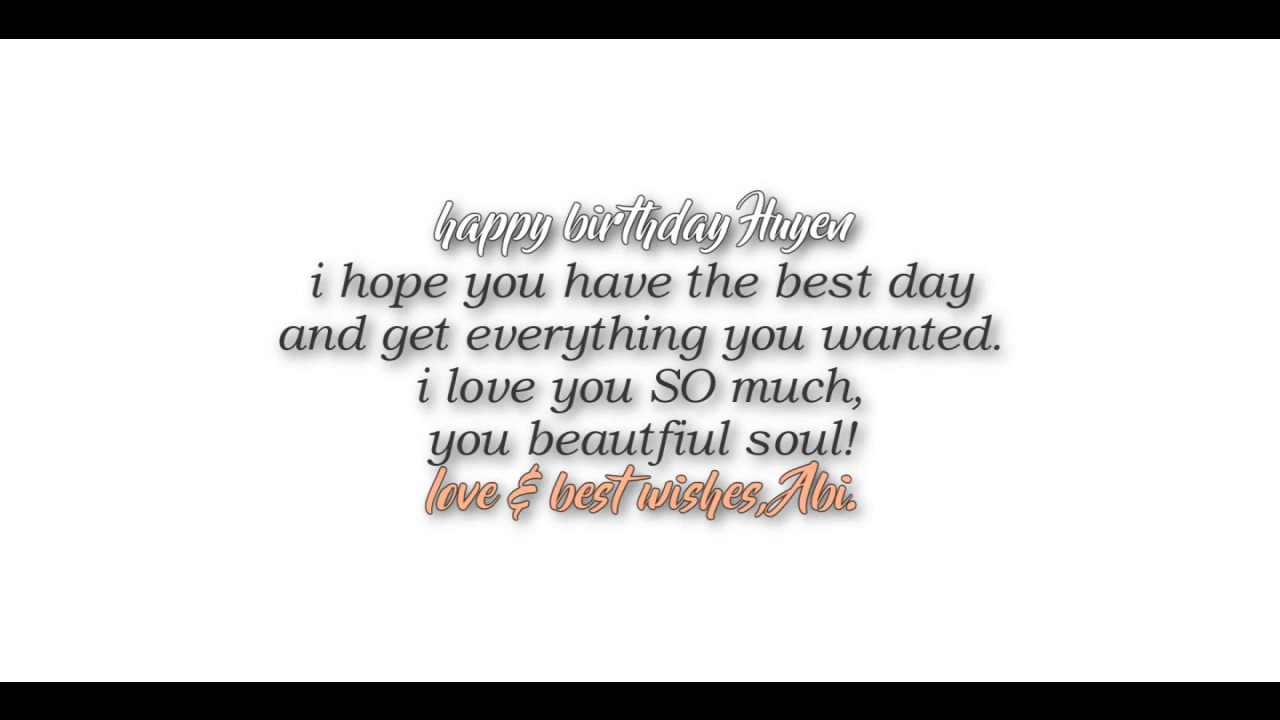 happy birthday Huyen
i hope you have the best day
and get everything you wanted.
i love you SO much,
you beautfiul soul!
love & best wishes, Abi.